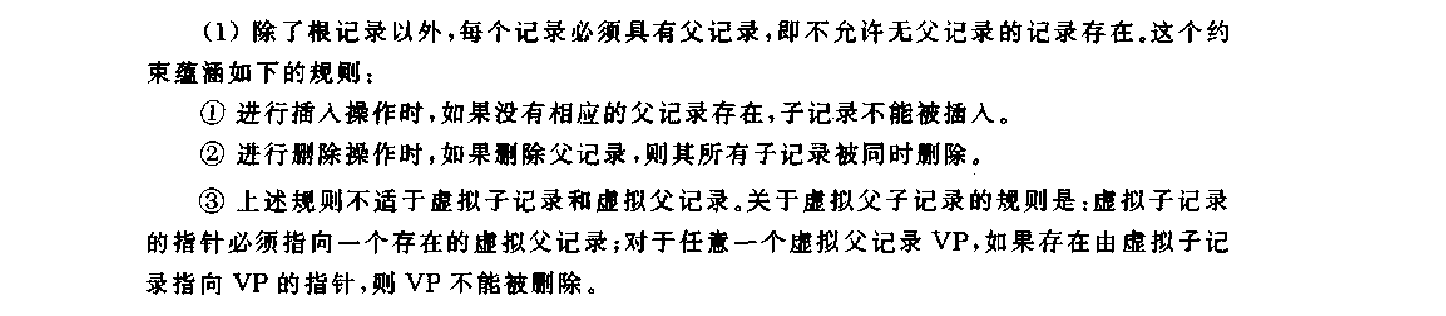 (1) 除了根记录以外,每个记录必须具有父记录,即不允许无父记录的记录存在。这个约
束蕴涵如下的规则:
① 进行插入操作时,如果没有相应的父记录存在,子记录不能被插入。
② 进行删除操作时,如果删除父记录,则其所有子记录被同时删除。
③ 上述规则不适于虚拟子记录和虚拟父记录。关于虚拟父子记录的规则是:虚拟子记录
的指针必须指向一个存在的虚拟父记录;对于任意一个虚拟父记录 VP,如果存在由虚拟子记
录指向 VP 的指针,则 VP 不能被删除。